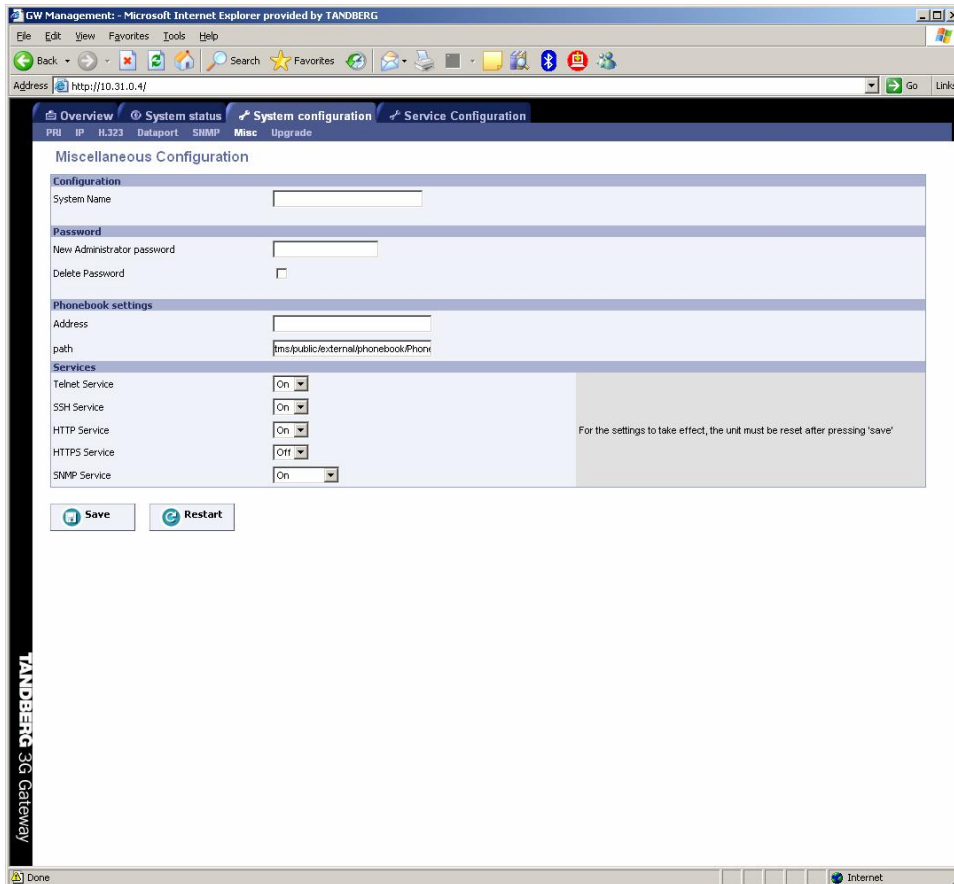 GW Management: - Microsoft Internet Explorer provided by TANDBERG
File Edit View Favorites Tools Help
Back Search Favorites
Address http://10.31.0.4/ Go Links
Overview System status System configuration Service Configuration
PRI IP H.323 Dataport SNMP Misc Upgrade
Miscellaneous Configuration
Configuration
System Name
Password
New Administrator password
Delete Password
Phonebook settings
Address
path tms/public/external/phonebook/Phone
Services
Telnet Service On
SSH Service On
HTTP Service On
For the settings to take effect, the unit must be reset after pressing 'save'
HTTPS Service Off
SNMP Service On
Save Restart
TANDBERG 3G Gateway
Done Internet